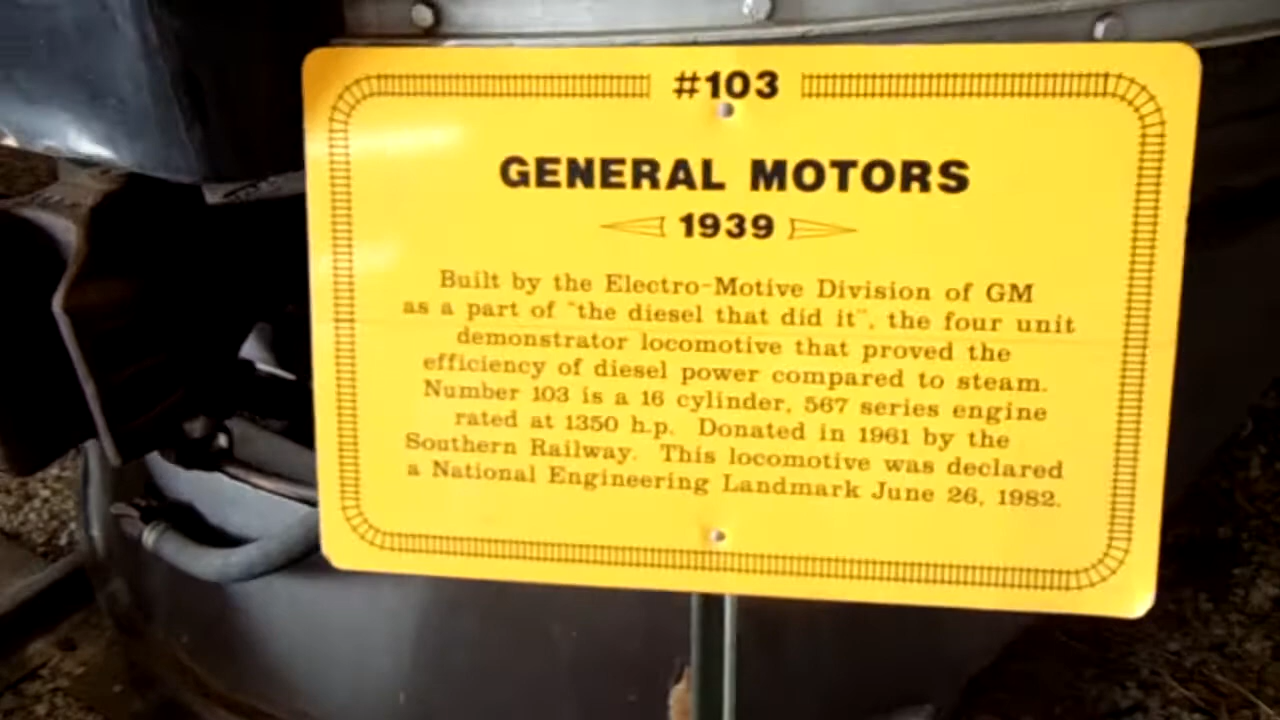 #103
GENERAL MOTORS
1939
Built by the Electro-Motive Division of GM
as a part of "the diesel that did it", the four unit
demonstrator locomotive that proved the
efficiency of diesel power compared to steam.
Number 103 is a 16 cylinder, 567 series engine
rated at 1350 h.p. Donated in 1961 by the
Southern Railway. This locomotive was declared
a National Engineering Landmark June 26, 1982.